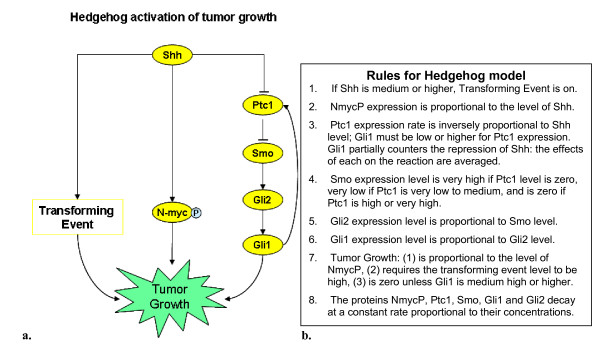 Hedgehog activation of tumor growth
Shh
Ptc1
Smo
Gli2
Gli1
N-myc
P
Transforming
Event
Tumor
Growth
a.
Rules for Hedgehog model
1. If Shh is medium or higher, Transforming Event is on.
2. NmycP expression is proportional to the level of Shh.
3. Ptc1 expression rate is inversely proportional to Shh
level; Gli1 must be low or higher for Ptc1 expression.
Gli1 partially counters the repression of Shh: the effects
of each on the reaction are averaged.
4. Smo expression level is very high if Ptc1 level is zero,
very low if Ptc1 is very low to medium, and is zero if
Ptc1 is high or very high.
5. Gli2 expression level is proportional to Smo level.
6. Gli1 expression level is proportional to Gli2 level.
7. Tumor Growth: (1) is proportional to the level of
NmycP, (2) requires the transforming event level to be
high, (3) is zero unless Gli1 is medium high or higher.
8. The proteins NmycP, Ptc1, Smo, Gli1 and Gli2 decay
at a constant rate proportional to their concentrations.
b.